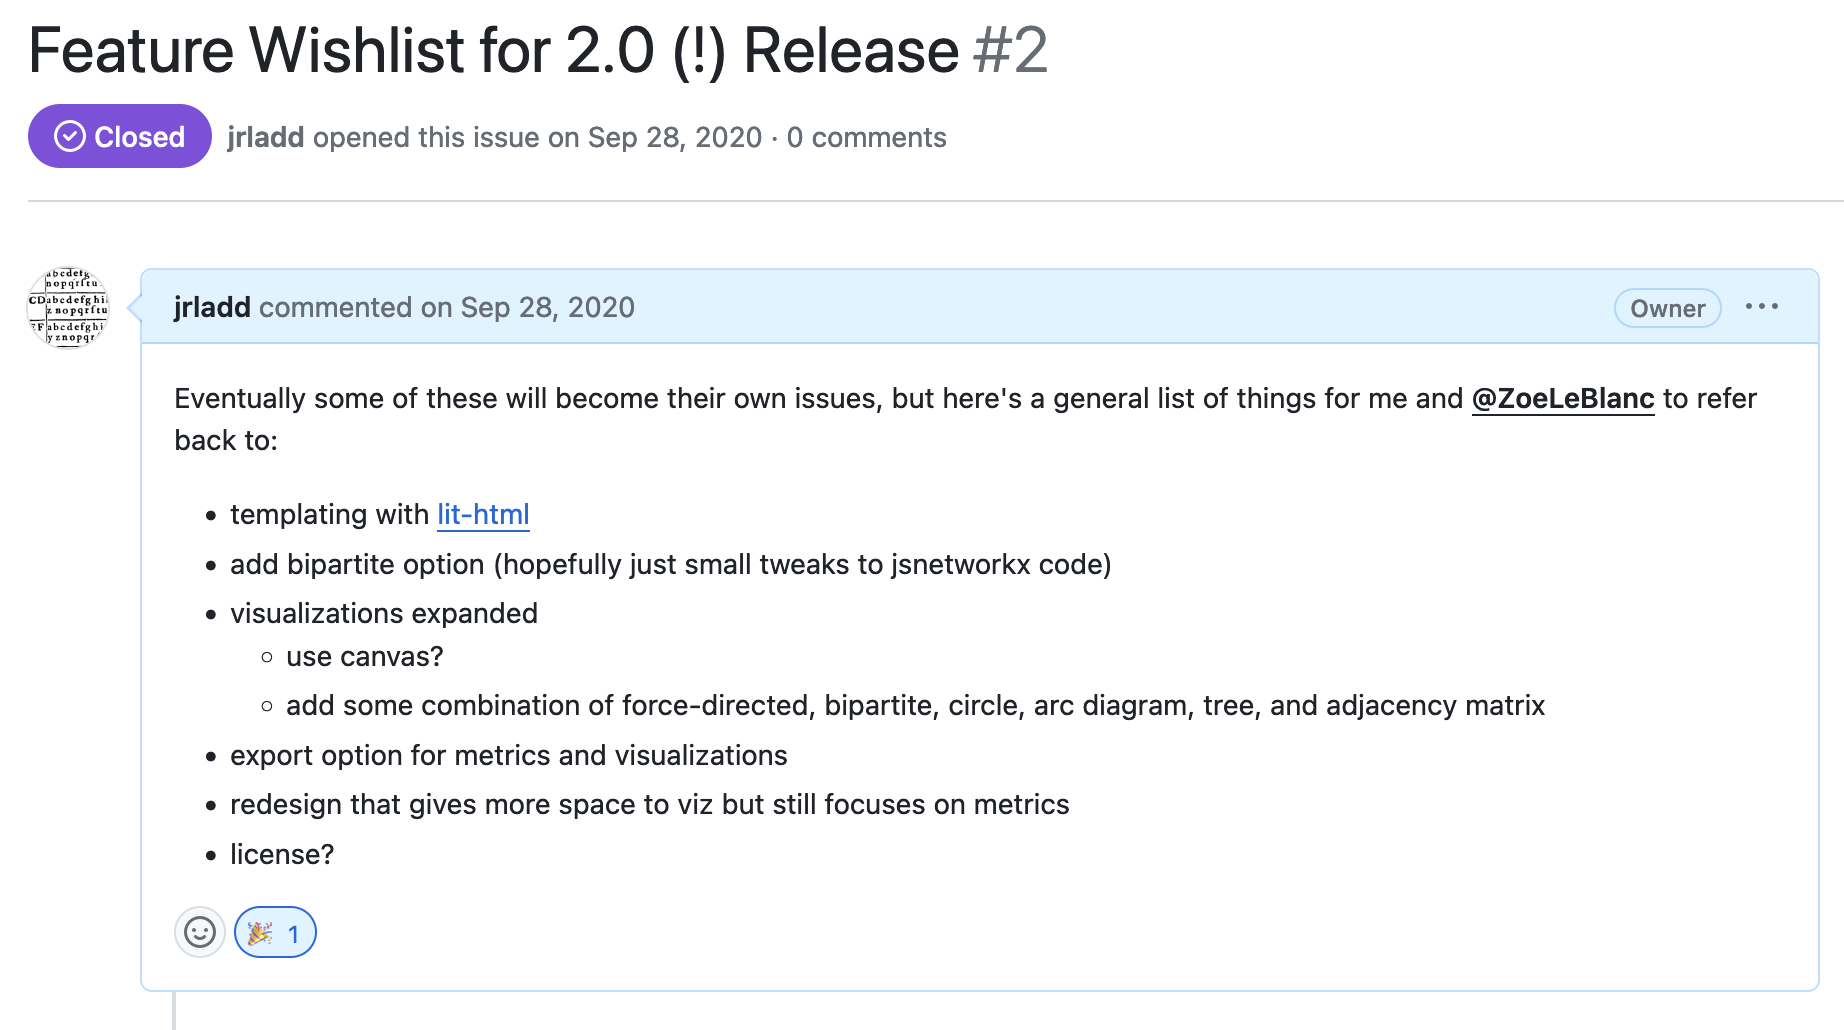 Feature Wishlist for 2.0 (!) Release #2
Closed jrladd opened this issue on Sep 28, 2020 · 0 comments
jrladd commented on Sep 28, 2020 Owner
Eventually some of these will become their own issues, but here's a general list of things for me and @ZoeLeBlanc to refer
back to:
templating with lit-html
add bipartite option (hopefully just small tweaks to jsnetworkx code)
visualizations expanded
use canvas?
add some combination of force-directed, bipartite, circle, arc diagram, tree, and adjacency matrix
export option for metrics and visualizations
redesign that gives more space to viz but still focuses on metrics
license?
1